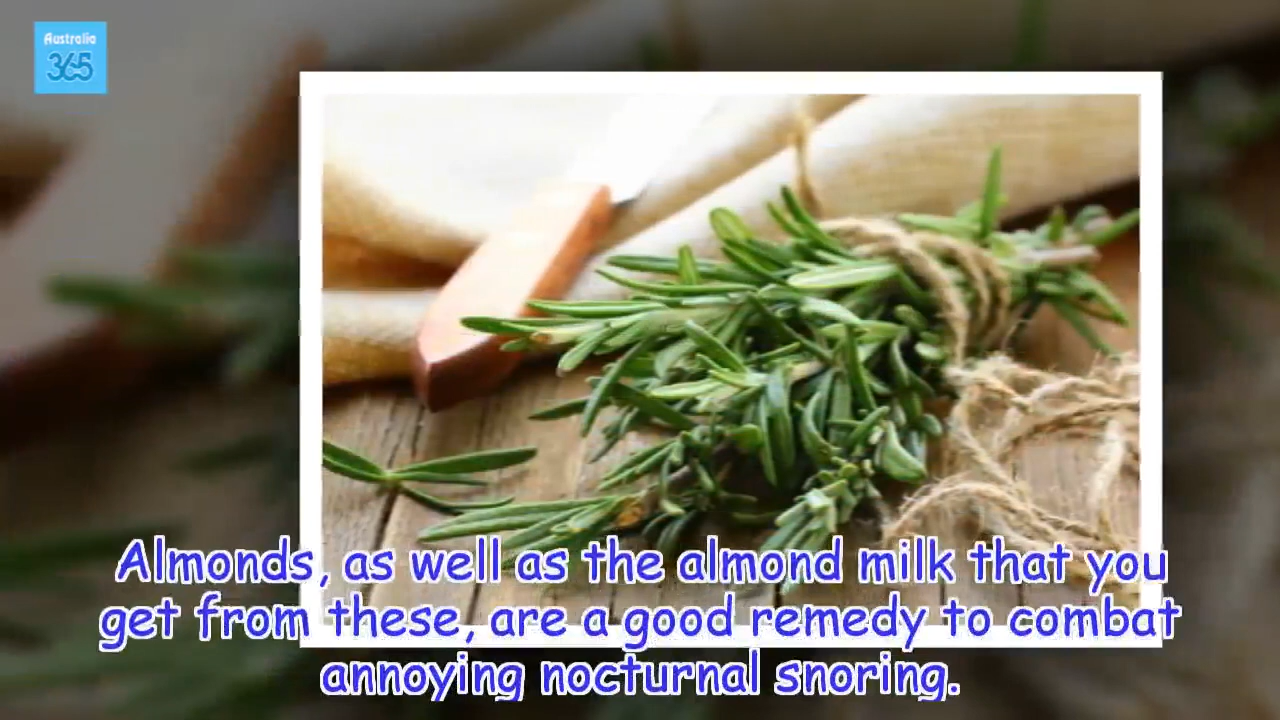 Australia
365
Almonds, as well as the almond milk that you
get from these, are a good remedy to combat
annoying nocturnal snoring.